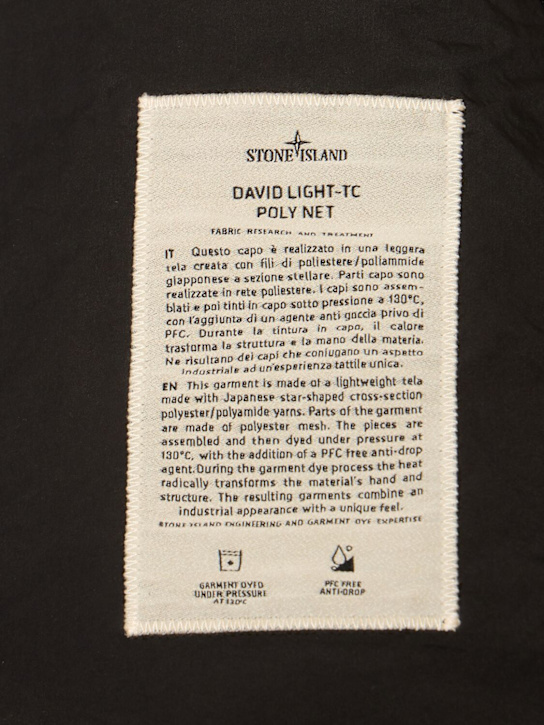 STONE ISLAND
DAVID LIGHT-TC
POLY NET
FABRIC RESEARCH AND TREATMENT
IT Questo capo è realizzato in una leggera
tela creata con fili di poliestere/poliammide
giapponese a sezione stellare. Parti capo sono
realizzate in rete poliestere. I capi sono assem-
blati e poi tinti in capo sotto pressione a 130°C,
con l'aggiunta di un agente anti goccia privo di
PFC. Durante la tintura in capo, il calore
trasforma la struttura e la mano della materia.
Ne risultano dei capi che coniugano un aspetto
industriale ad un'esperienza tattile unica.
EN This garment is made of a lightweight tela
made with Japanese star-shaped cross-section
polyester/polyamide yarns. Parts of the garment
are made of polyester mesh. The pieces are
assembled and then dyed under pressure at
130°C, with the addition of a PFC free anti-drop
agent. During the garment dye process the heat
radically transforms the material's hand and
structure. The resulting garments combine an
industrial appearance with a unique feel.
STONE ISLAND ENGINEERING AND GARMENT DYE EXPERTISE
GARMENT DYED
UNDER PRESSURE
AT 130°C
PFC FREE
ANTI-DROP